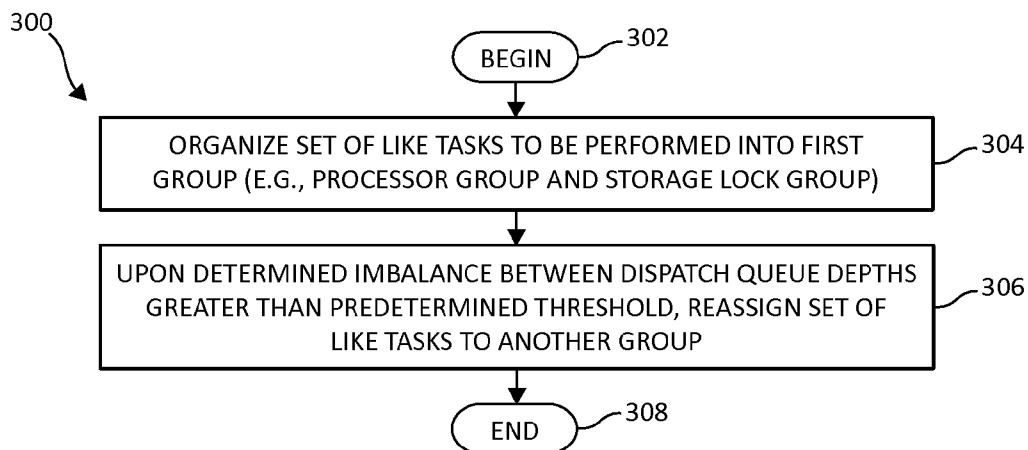 300
BEGIN
302
ORGANIZE SET OF LIKE TASKS TO BE PERFORMED INTO FIRST
GROUP (E.G., PROCESSOR GROUP AND STORAGE LOCK GROUP)
304
UPON DETERMINED IMBALANCE BETWEEN DISPATCH QUEUE DEPTHS
GREATER THAN PREDETERMINED THRESHOLD, REASSIGN SET OF
LIKE TASKS TO ANOTHER GROUP
306
END
308